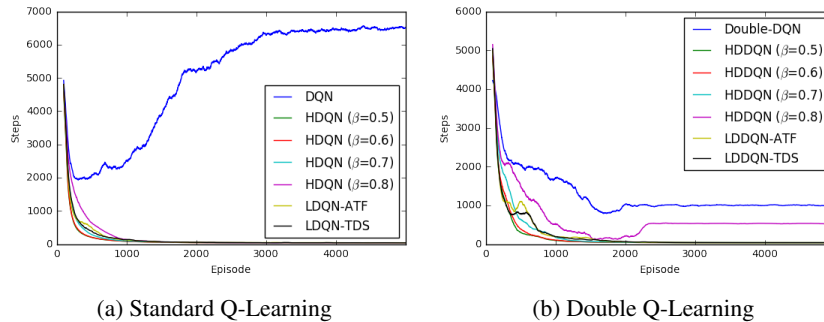 7000
6000
5000
4000
3000
2000
1000
0
Steps
0
1000
2000
3000
4000
Episode
DQN
HDQN (β=0.5)
HDQN (β=0.6)
HDQN (β=0.7)
HDQN (β=0.8)
LDQN-ATF
LDQN-TDS
(a) Standard Q-Learning
6000
5000
4000
3000
2000
1000
0
Steps
0
1000
2000
3000
4000
Episode
Double-DQN
HDDQN (β=0.5)
HDDQN (β=0.6)
HDDQN (β=0.7)
HDDQN (β=0.8)
LDDQN-ATF
LDDQN-TDS
(b) Double Q-Learning